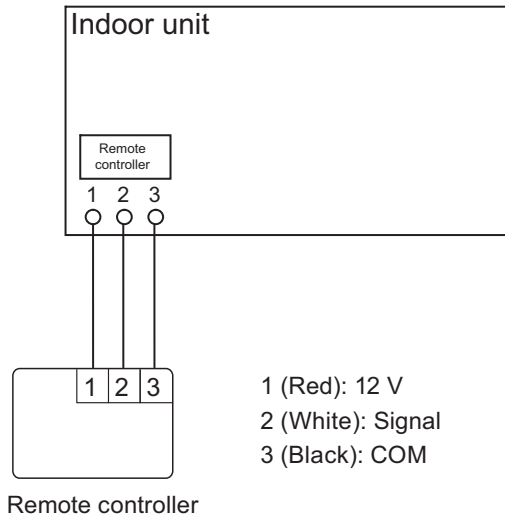 Indoor unit
Remote
controller
1 2 3
1 2 3
1 (Red): 12 V
2 (White): Signal
3 (Black): COM
Remote controller